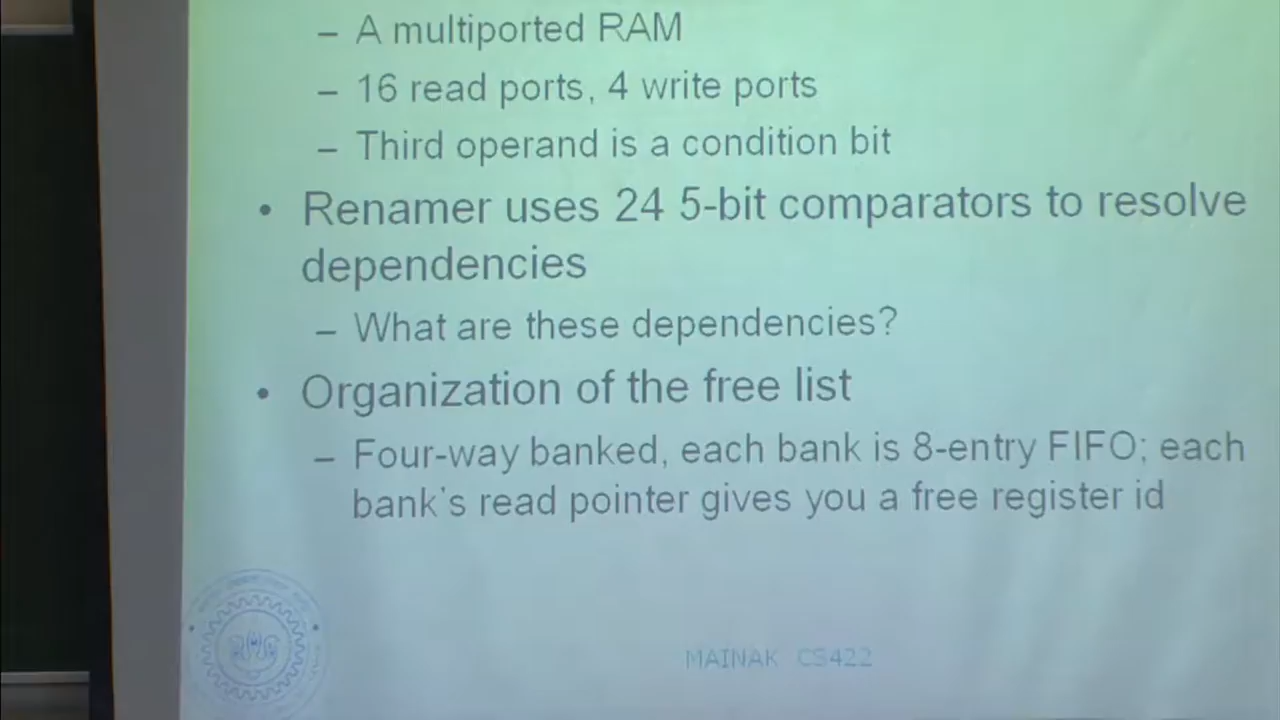 – A multiported RAM
– 16 read ports, 4 write ports
– Third operand is a condition bit
• Renamer uses 24 5-bit comparators to resolve
dependencies
– What are these dependencies?
• Organization of the free list
– Four-way banked, each bank is 8-entry FIFO; each
bank's read pointer gives you a free register id
MAINAK CS422